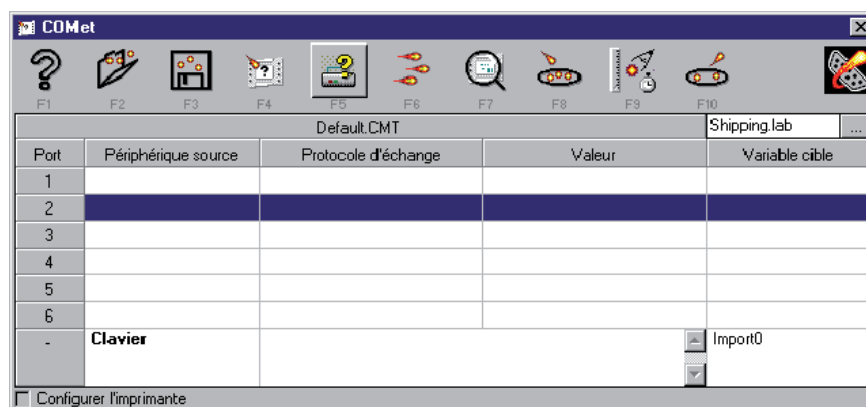 COMet
F1 F2 F3 F4 F5 F6 F7 F8 F9 F10
Default.CMT Shipping.lab ...
Port Périphérique source Protocole d'échange Valeur Variable cible
1
2
3
4
5
6
- Clavier Import0
Configurer l'imprimante